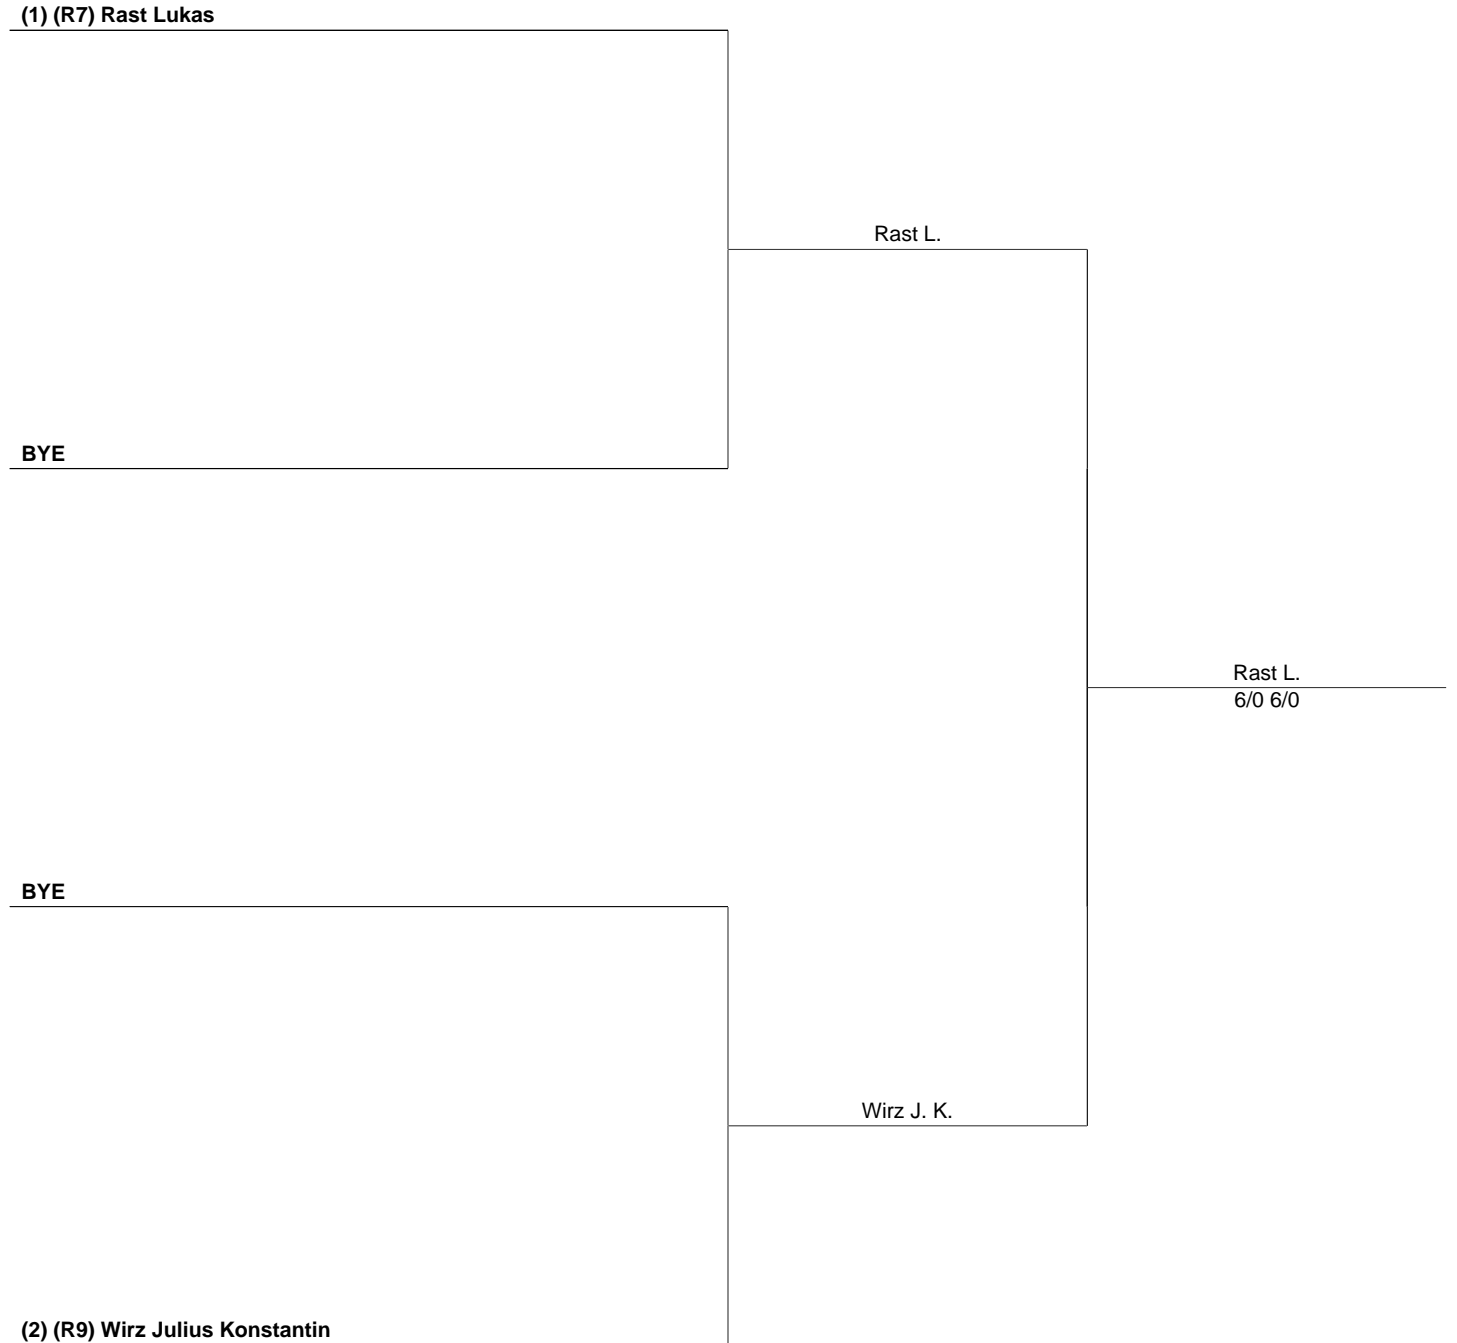 (1) (R7) Rast Lukas
Rast L.
BYE
Rast L.
6/0 6/0
BYE
Wirz J. K.
(2) (R9) Wirz Julius Konstantin